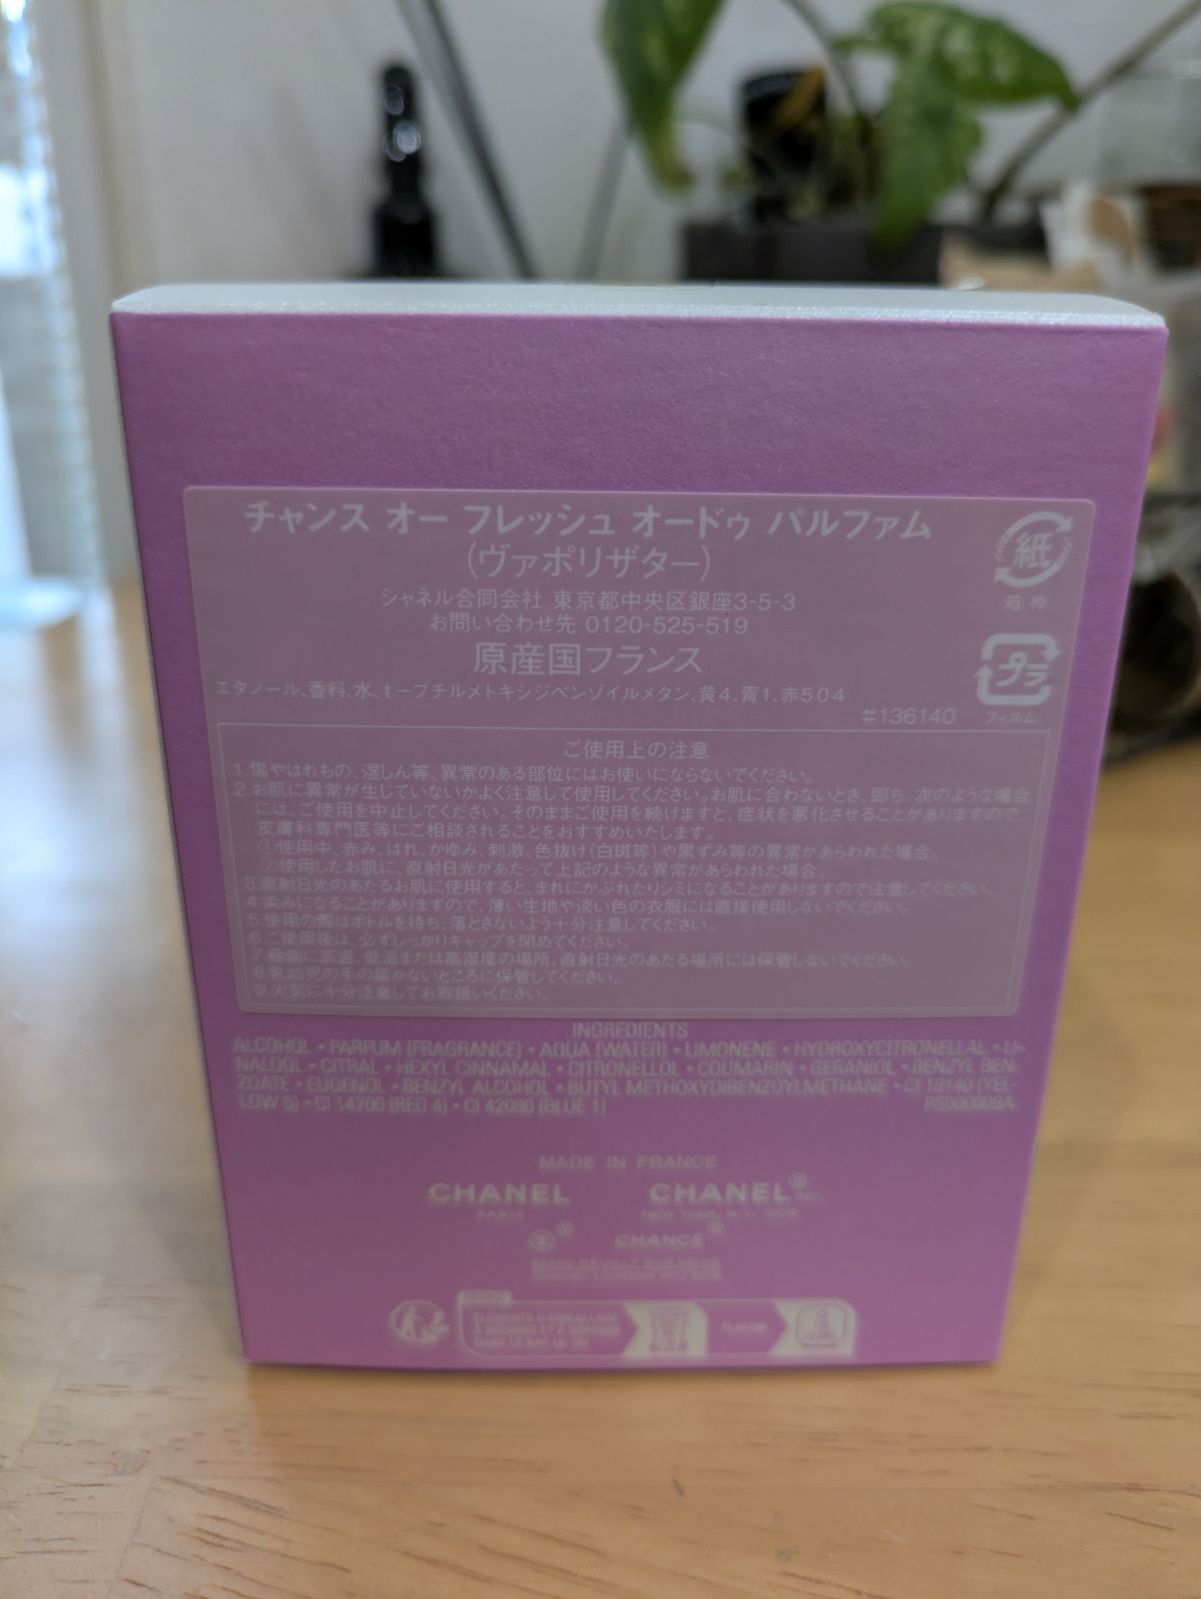 チャンス オー フレッシュ オードゥ パルファム
(ヴァポリザター)
シャネル合同会社 東京都中央区銀座3-5-3
お問い合わせ先 0120-525-519
原産国フランス
エタノール、香料、水、t-ブチルメトキシジベンゾイルメタン、黄4、青1、赤504
#136140
紙
箱、枠
プラ
フィルム
ご使用上の注意
1.傷やはれもの、湿しん等、異常のある部位にはお使いにならないでください。
2.お肌に異常が生じていないかよく注意して使用してください。お肌に合わないとき、即ち、次のような場合
には、ご使用を中止してください。そのままご使用を続けますと、症状を悪化させることがありますので、
皮膚科専門医等にご相談されることをおすすめいたします。
①使用中、赤み、はれ、かゆみ、刺激、色抜け(白斑等)や黒ずみ等の異常があらわれた場合。
②使用したお肌に、直射日光があたって上記のような異常があらわれた場合。
3.直射日光のあたるお肌に使用すると、まれにかぶれたりシミになることがありますので注意してください。
4.染みになることがありますので、薄い生地や淡い色の衣服には直接使用しないでください。
5.使用の際はボトルを持ち、落とさないよう十分注意してください。
6.ご使用後は、必ずしっかりキャップを閉めてください。
7.極端に高温、低温または高湿度の場所、直射日光のあたる場所には保管しないでください。
8.乳幼児の手の届かないところに保管してください。
9.火気に十分注意してお取扱いください。
INGREDIENTS
ALCOHOL • PARFUM (FRAGRANCE) • AQUA (WATER) • LIMONENE • HYDROXYCITRONELLAL • LI-
NALOOL • CITRAL • HEXYL CINNAMAL • CITRONELLOL • COUMARIN • GERANIOL • BENZYL BEN-
ZOATE • EUGENOL • BENZYL ALCOHOL • BUTYL METHOXYDIBENZOYLMETHANE • CI 19140 (YEL-
LOW 5) • CI 14700 (RED 4) • CI 42090 (BLUE 1)
MADE IN FRANCE
CHANEL CHANEL® INC.
PARIS NEW YORK, N.Y.
® CHANCE®
FRANCE
ÉLÉMENTS D'EMBALLAGE
FLACON